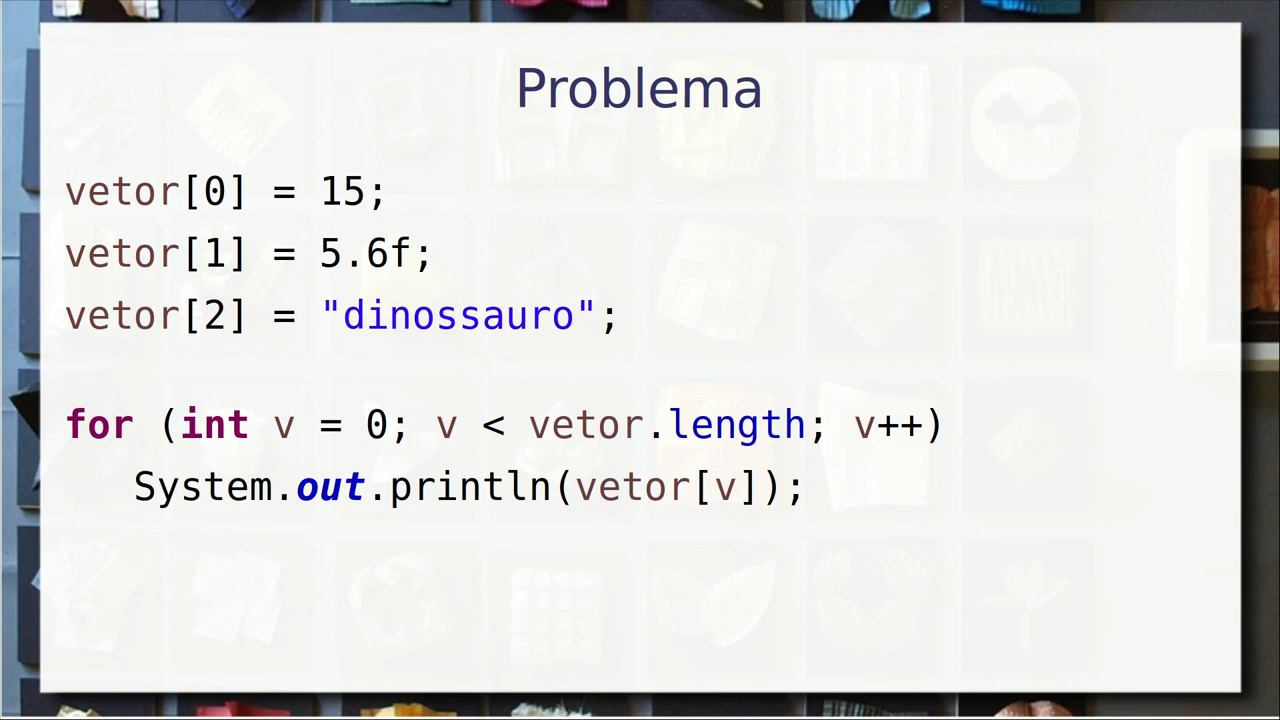 Problema
vetor[0] = 15;
vetor[1] = 5.6f;
vetor[2] = "dinossauro";
for (int v = 0; v < vetor.length; v++)
System.out.println(vetor[v]);